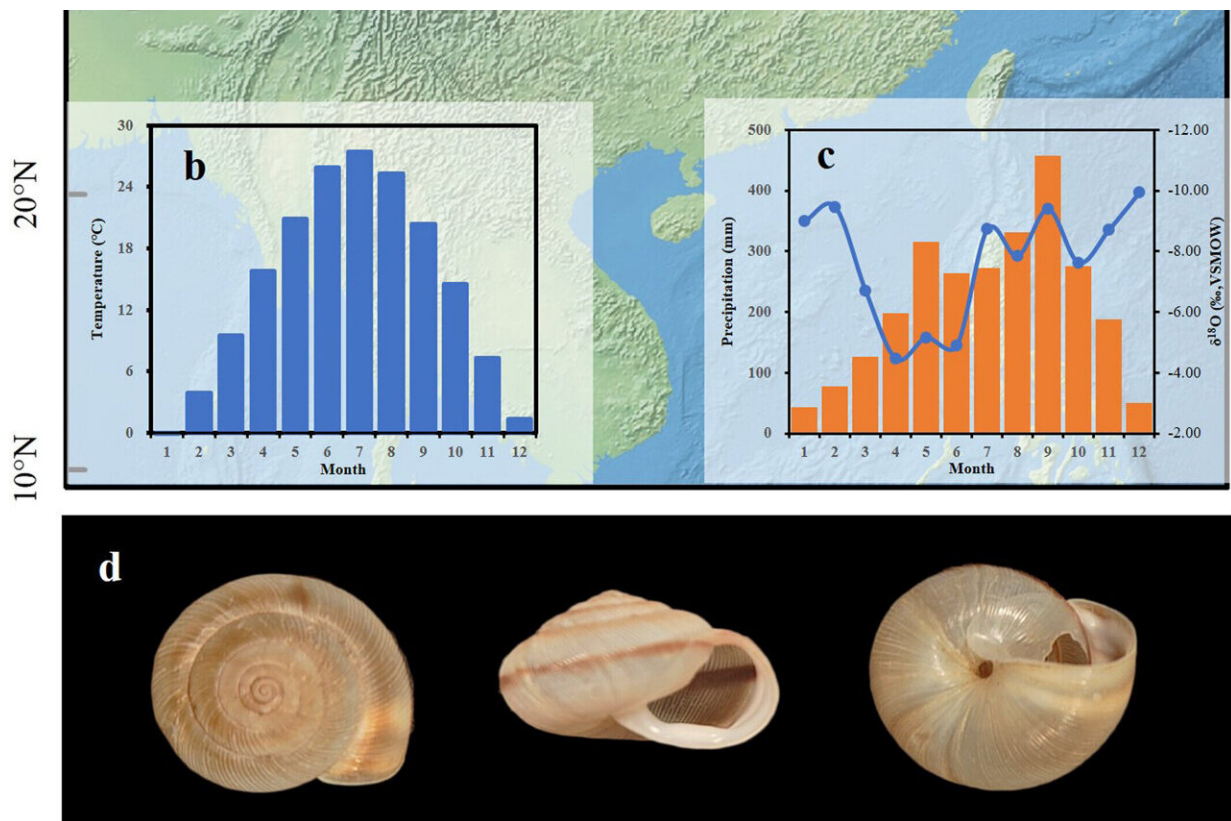 20°N
10°N
b
Temperature (°C)
30
24
18
12
6
0
1 2 3 4 5 6 7 8 9 10 11 12
Month
c
Precipitation (mm)
500
400
300
200
100
0
1 2 3 4 5 6 7 8 9 10 11 12
Month
-12.00
-10.00
-8.00
-6.00
-4.00
-2.00
δ¹⁸O (‰,VSMOW)
d